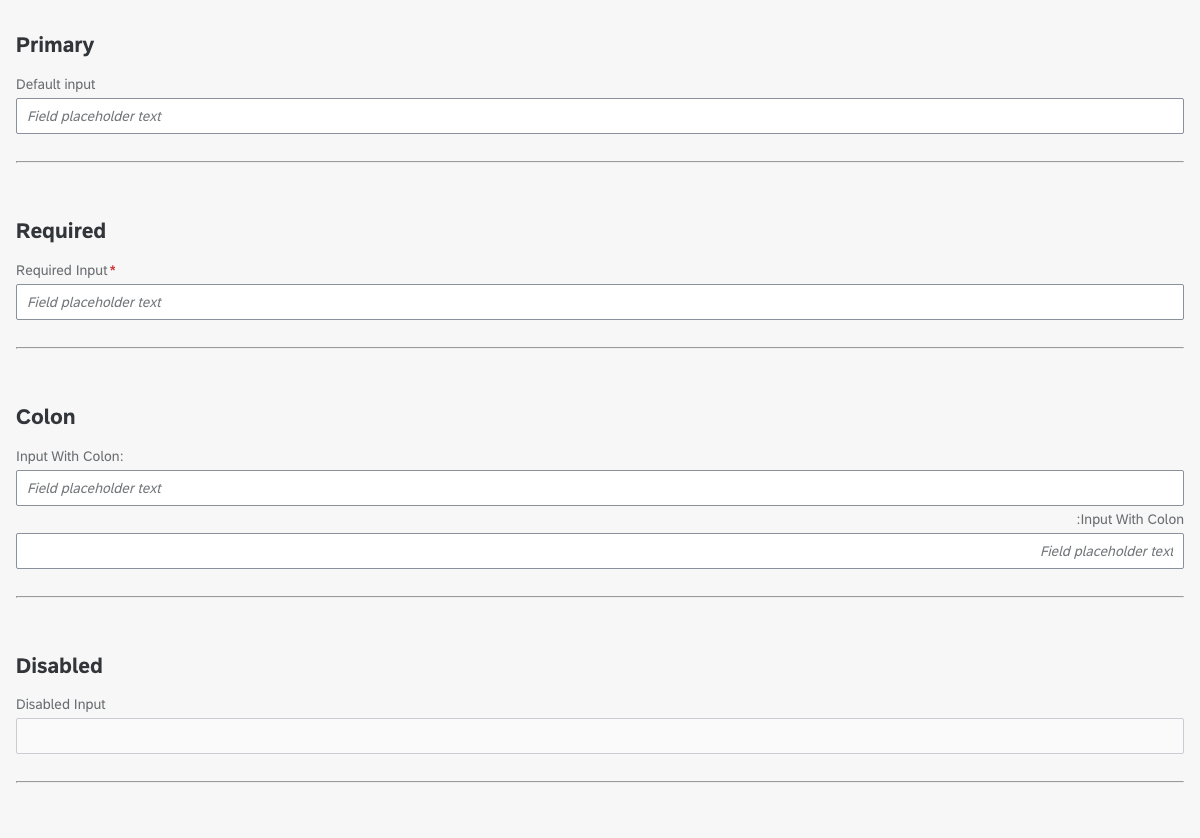 Primary
Default input
Field placeholder text
Required
Required Input*
Field placeholder text
Colon
Input With Colon:
Field placeholder text
:Input With Colon
Field placeholder text
Disabled
Disabled Input